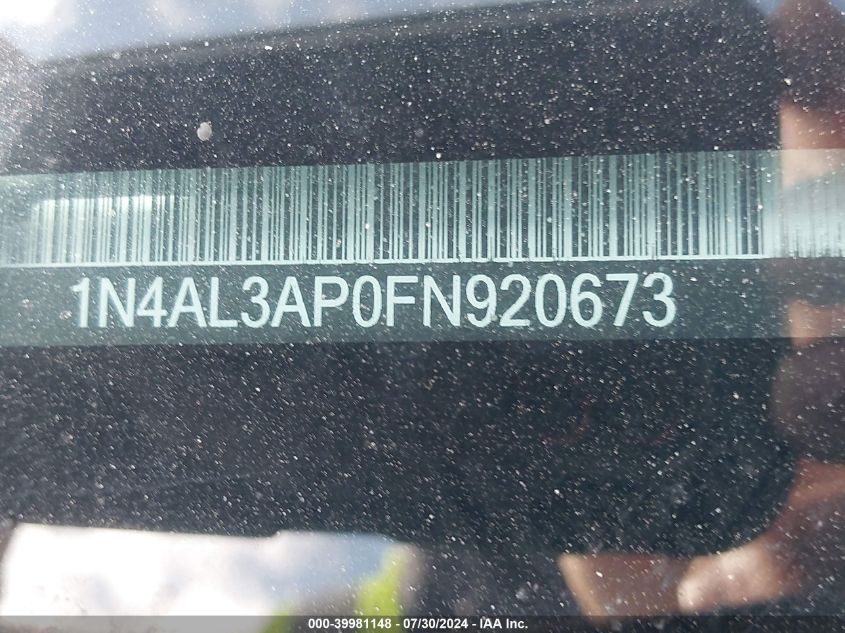 1N4AL3AP0FN920673
000-39981148 - 07/30/2024 - IAA Inc.